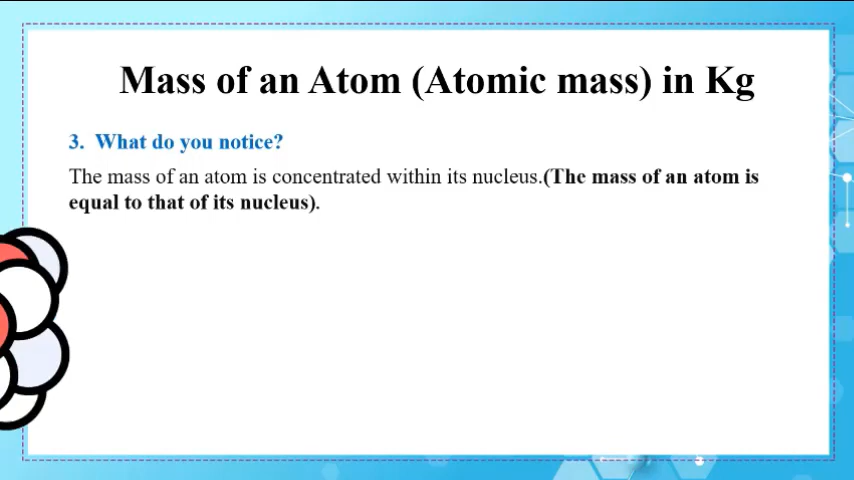 Mass of an Atom (Atomic mass) in Kg
3. What do you notice?
The mass of an atom is concentrated within its nucleus.(The mass of an atom is
equal to that of its nucleus).